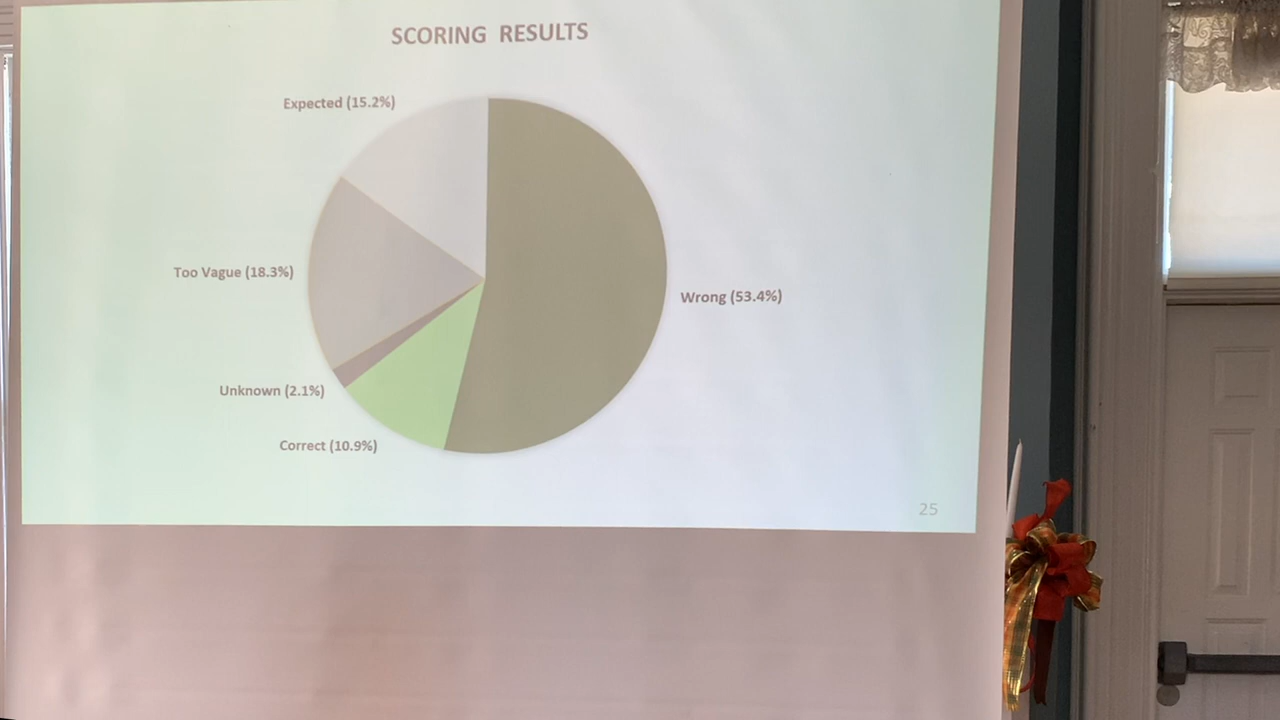 SCORING RESULTS
Expected (15.2%)
Too Vague (18.3%)
Wrong (53.4%)
Unknown (2.1%)
Correct (10.9%)
25